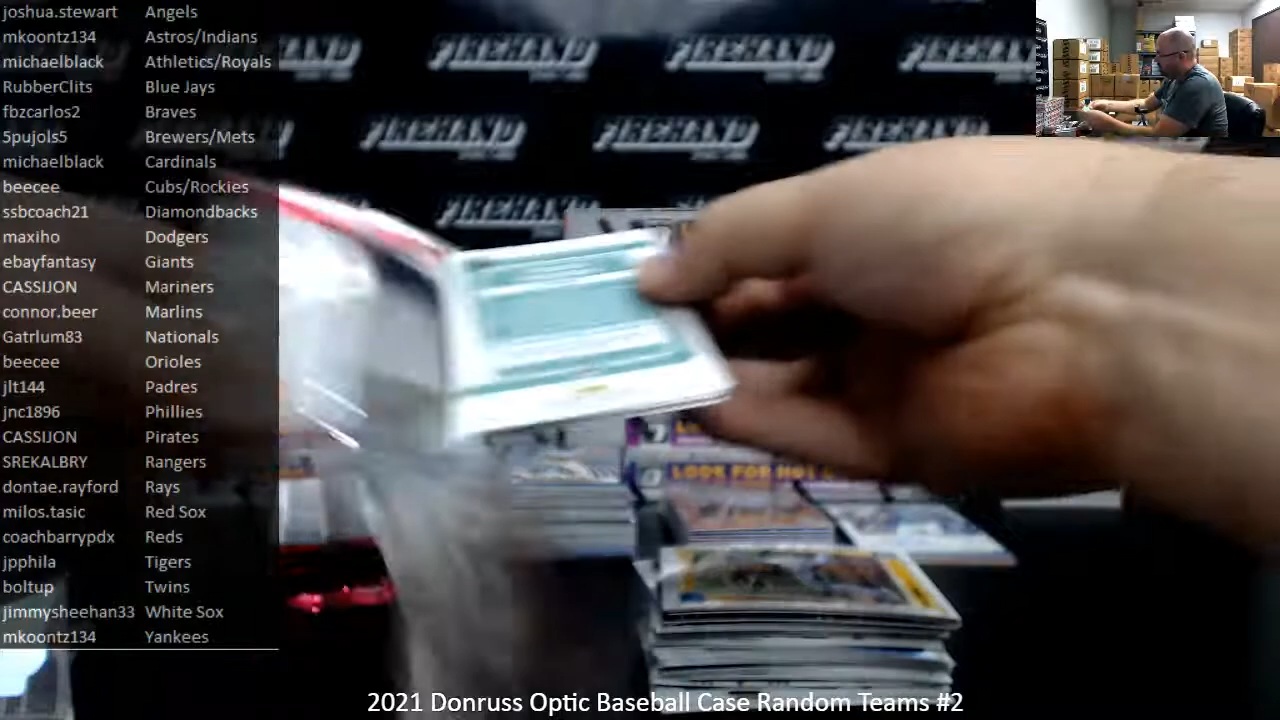 joshua.stewart Angels
mkoontz134 Astros/Indians
michaelblack Athletics/Royals
RubberClits Blue Jays
fbzcarlos2 Braves
5pujols5 Brewers/Mets
michaelblack Cardinals
beecee Cubs/Rockies
ssbcoach21 Diamondbacks
maxiho Dodgers
ebayfantasy Giants
CASSIJON Mariners
connor.beer Marlins
Gatrlum83 Nationals
beecee Orioles
jlt144 Padres
jnc1896 Phillies
CASSIJON Pirates
SREKALBRY Rangers
dontae.rayford Rays
milos.tasic Red Sox
coachbarrypdx Reds
jpphila Tigers
boltup Twins
jimmysheehan33 White Sox
mkoontz134 Yankees
FIREHAND FIREHAND FIREHAND
FIREHAND FIREHAND FIREHAND
FIREHAND
LOOK FOR
2021 Donruss Optic Baseball Case Random Teams #2